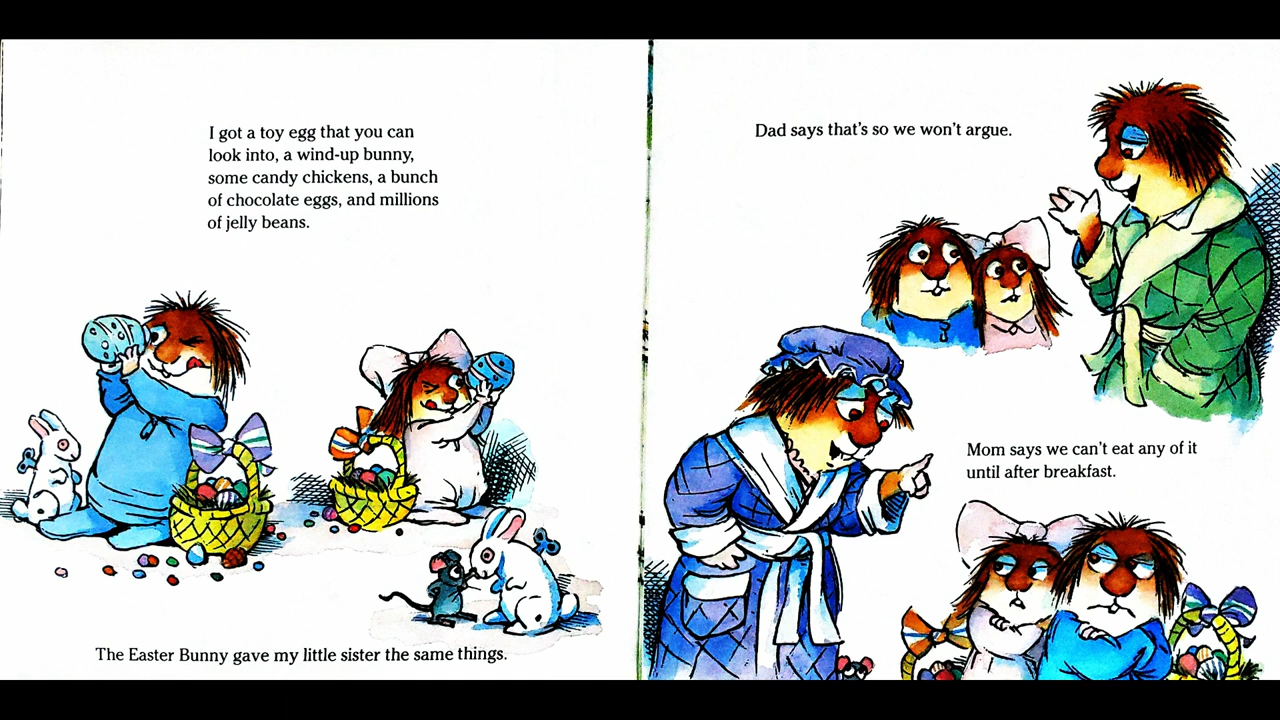 I got a toy egg that you can
look into, a wind-up bunny,
some candy chickens, a bunch
of chocolate eggs, and millions
of jelly beans.
The Easter Bunny gave my little sister the same things.
Dad says that's so we won't argue.
Mom says we can't eat any of it
until after breakfast.